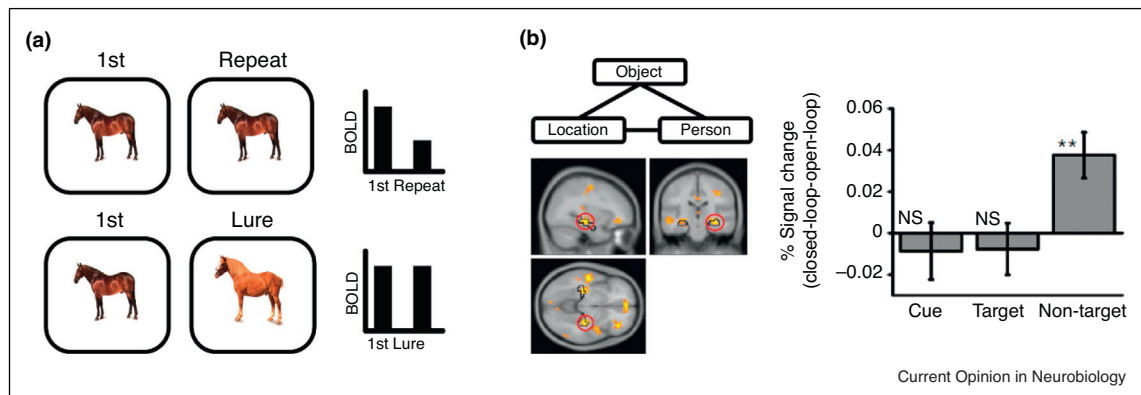 (a)
1st Repeat
BOLD
1st Repeat
1st Lure
BOLD
1st Lure
(b)
Object
Location Person
% Signal change
(closed-loop-open-loop)
0.06
0.04
0.02
0
−0.02
NS NS **
Cue Target Non-target
Current Opinion in Neurobiology